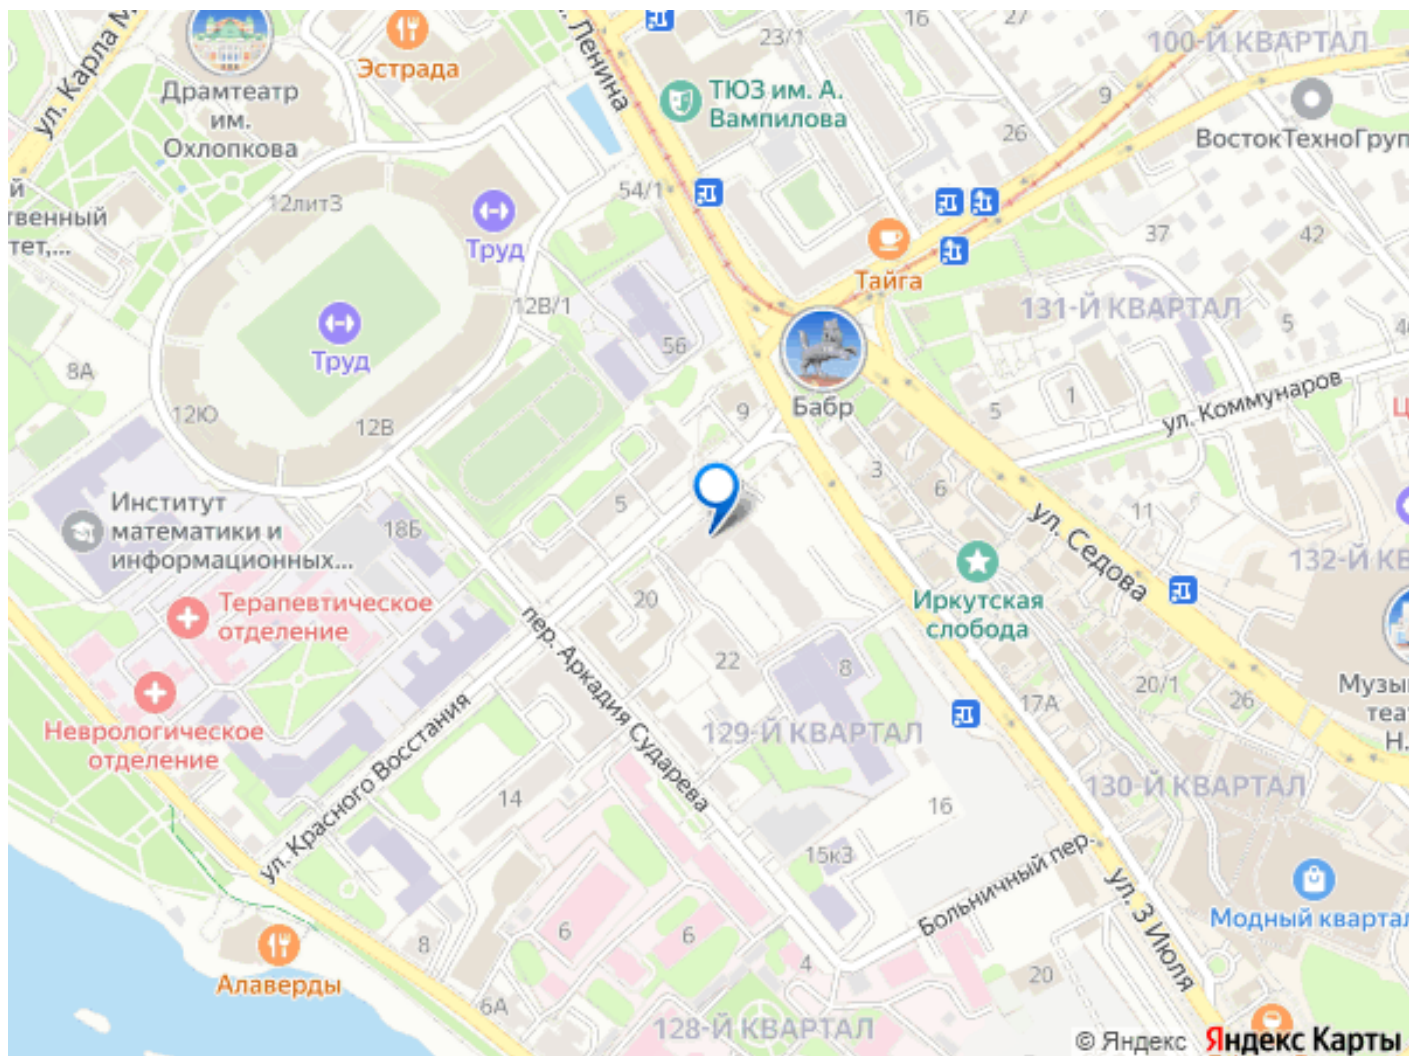 16
27
23/1
100-Й КВАРТАЛ
ул. Карла М
Эстрада
л. Ленина
ТЮЗ им. А.
Вампилова
9
Драмтеатр
им.
Охлопкова
26
ВостокТехноГруп
й
твенный
тет,...
12лит3
54/1
Труд
37
42
Тайга
12В/1
131-Й КВАРТАЛ
5
Труд
56
8А
Бабр
5
1
ул. Коммунаров
Ц
12Ю
12В
9
3
6
Институт
математики и
информационных...
18Б
5
11
ул. Седова
132-Й КВ
Терапевтическое
отделение
20
пер. Аркадия Сударева
Иркутская
слобода
22
8
20/1
26
17А
Музы
теа
Н.
Неврологическое
отделение
129-Й КВАРТАЛ
130-Й КВАРТАЛ
ул. Красного Восстания
14
16
15к3
Больничный пер.
ул. 3 Июля
Модный квартал
6
6
8
4
20
Алаверды
6А
128-Й КВАРТАЛ
© Яндекс Яндекс Карты